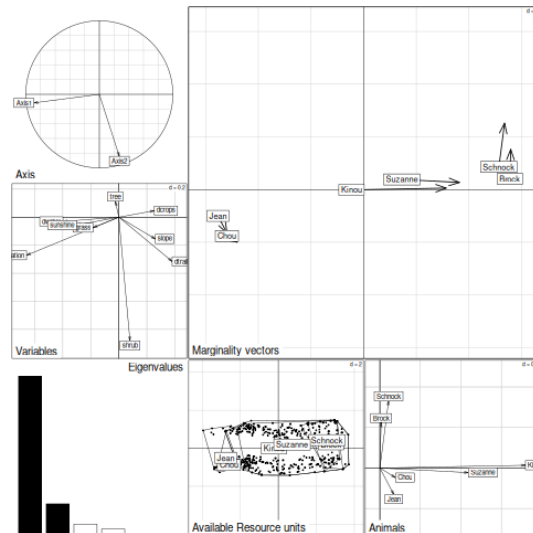 Axis1
Axis2
Axis
d = 0.2
tree
dcrops
sunshine
grass
slope
shrub
Variables
Schnock
Brock
Suzanne
Kinou
Jean
Chou
Marginality vectors
Eigenvalues
d = 2
Schnock
Suzanne
Jean
Chou
Available Resource units
Schnock
Brock
Suzanne
Chou
Jean
Animals